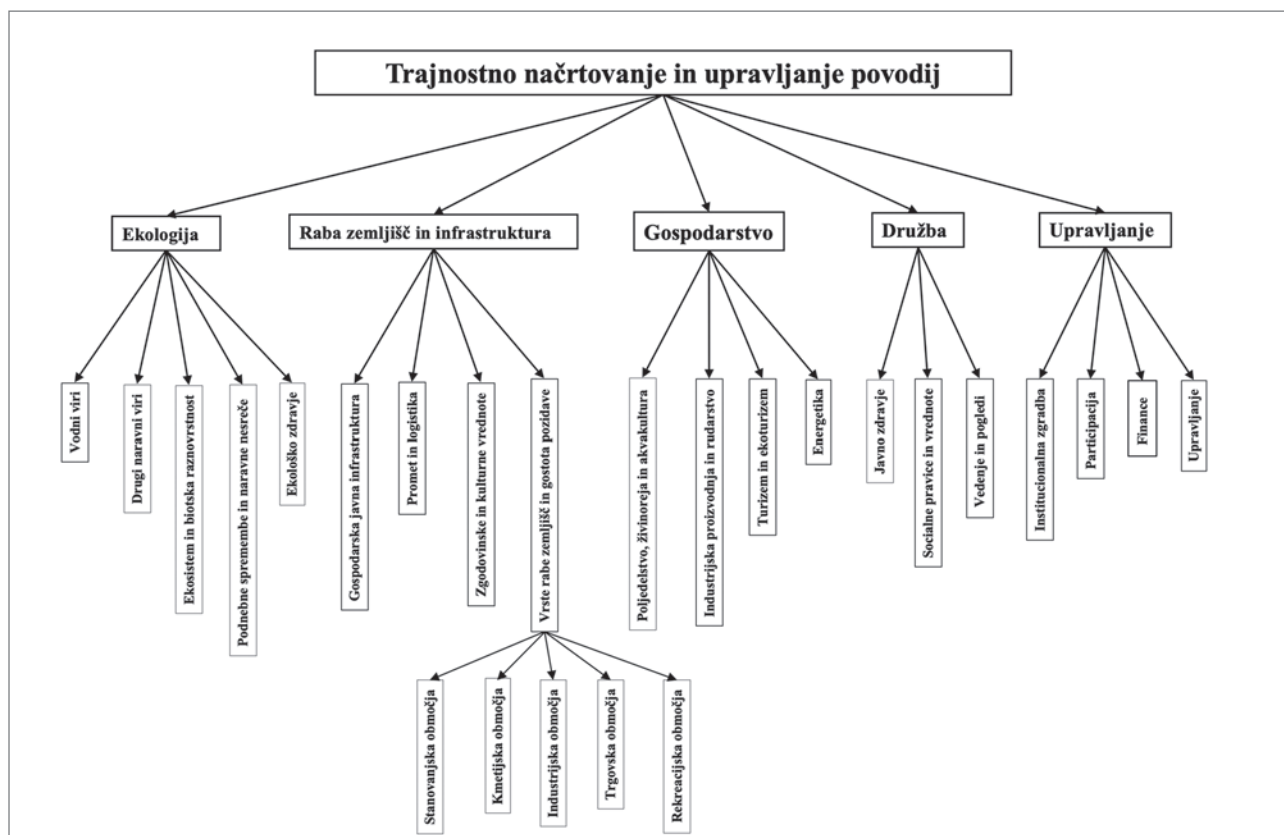 Trajnostno načrtovanje in upravljanje povodij
Ekologija
Raba zemljišč in infrastruktura
Gospodarstvo
Družba
Upravljanje
Vodni viri
Drugi naravni viri
Ekosistem in biotska raznovrstnost
Podnebne spremembe in naravne nesreče
Ekološko zdravje
Gospodarska javna infrastruktura
Promet in logistika
Zgodovinske in kulturne vrednote
Vrste rabe zemljišč in gostota pozidave
Poljedelstvo, živinoreja in akvakultura
Industrijska proizvodnja in rudarstvo
Turizem in ekoturizem
Energetika
Javno zdravje
Socialne pravice in vrednote
Vedenje in pogledi
Institucionalna zgradba
Participacija
Finance
Upravljanje
Stanovanjska območja
Kmetijska območja
Industrijska območja
Trgovska območja
Rekreacijska območja